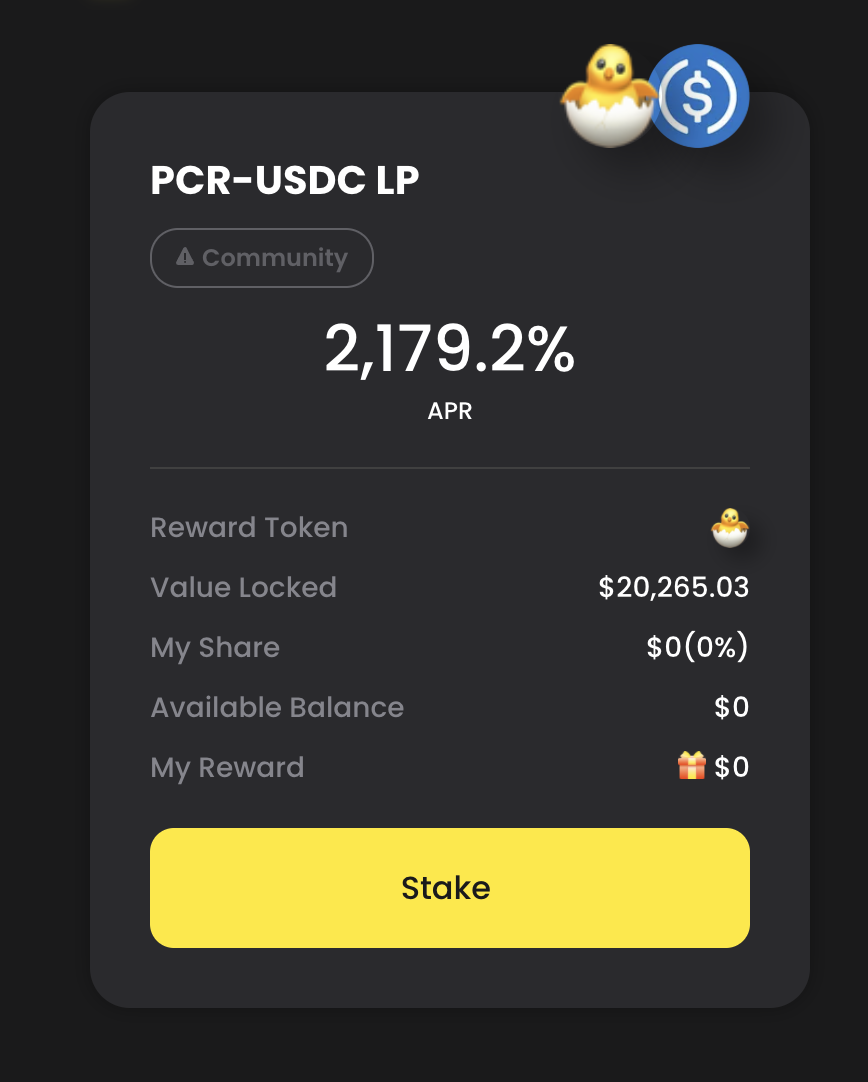 PCR-USDC LP
Community
2,179.2%
APR
Reward Token
Value Locked $20,265.03
My Share $0(0%)
Available Balance $0
My Reward $0
Stake